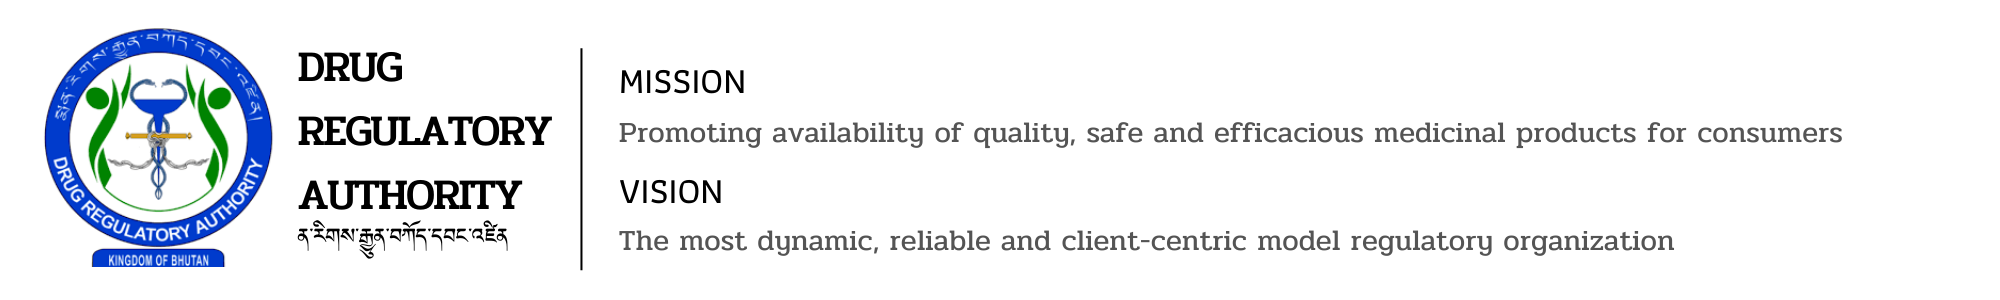 DRUG REGULATORY AUTHORITY
KINGDOM OF BHUTAN
DRUG
REGULATORY
AUTHORITY
ན་རིགས་རྒྱུན་བཀོད་དབང་འཛིན
MISSION
Promoting availability of quality, safe and efficacious medicinal products for consumers
VISION
The most dynamic, reliable and client-centric model regulatory organization